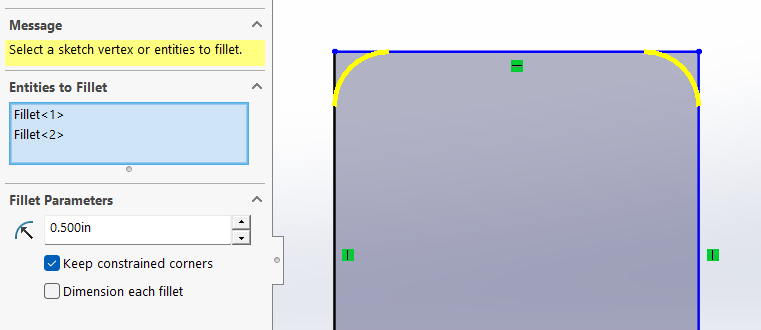 Message
Select a sketch vertex or entities to fillet.
Entities to Fillet
Fillet<1>
Fillet<2>
Fillet Parameters
0.500in
Keep constrained corners
Dimension each fillet